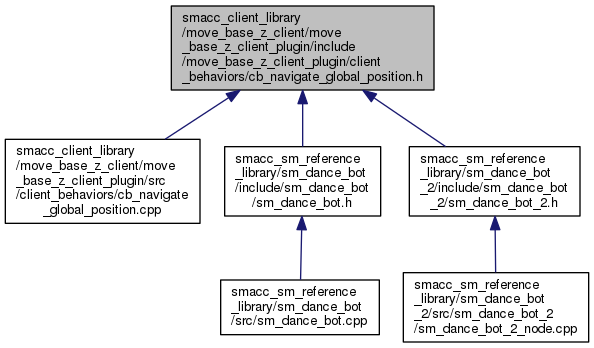 smacc_client_library
/move_base_z_client/move
_base_z_client_plugin/include
/move_base_z_client_plugin/client
_behaviors/cb_navigate_global_position.h
smacc_client_library
/move_base_z_client/move
_base_z_client_plugin/src
/client_behaviors/cb_navigate
_global_position.cpp
smacc_sm_reference
_library/sm_dance_bot
/include/sm_dance_bot
/sm_dance_bot.h
smacc_sm_reference
_library/sm_dance_bot
_2/include/sm_dance_bot
_2/sm_dance_bot_2.h
smacc_sm_reference
_library/sm_dance_bot
/src/sm_dance_bot.cpp
smacc_sm_reference
_library/sm_dance_bot
_2/src/sm_dance_bot_2
/sm_dance_bot_2_node.cpp